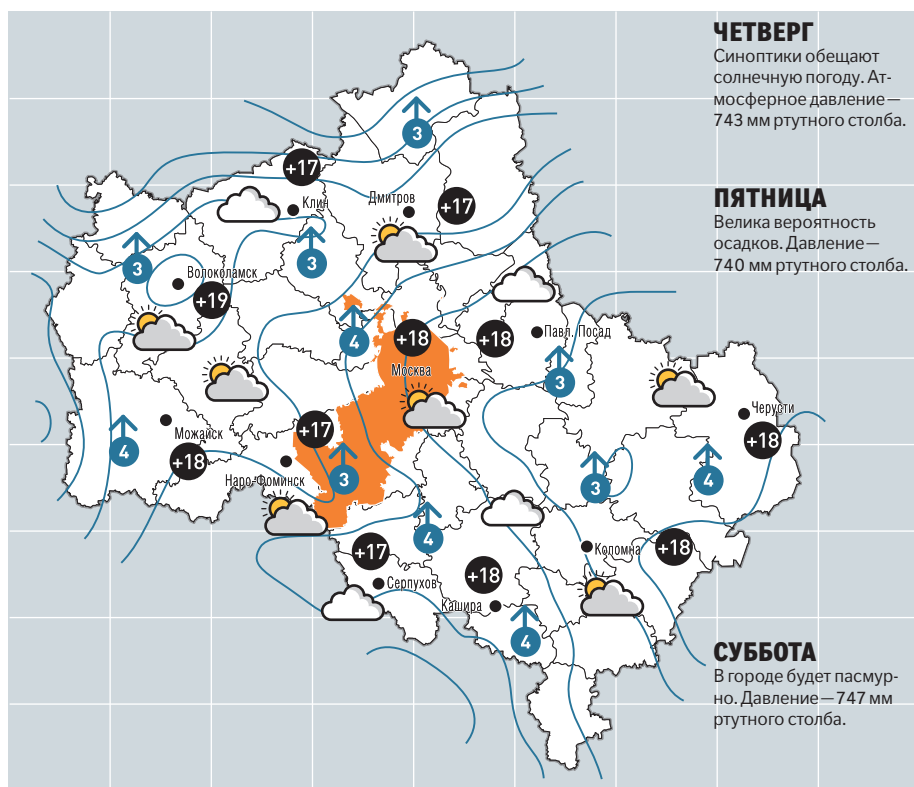 ЧЕТВЕРГ
Синоптики обещают
солнечную погоду. Ат-
мосферное давление —
743 мм ртутного столба.
ПЯТНИЦА
Велика вероятность
осадков. Давление —
740 мм ртутного столба.
3
+17
Клин
Дмитров
+17
3
3
Волоколамск
+19
4
+18
+18
Павл. Посад
Москва
3
Черусти
+18
+17
4
Можайск
+18
Наро-Фоминск
3
3
4
4
+17
Серпухов
+18
Кашира
4
Коломна
+18
СУББОТА
В городе будет пасмур-
но. Давление — 747 мм
ртутного столба.